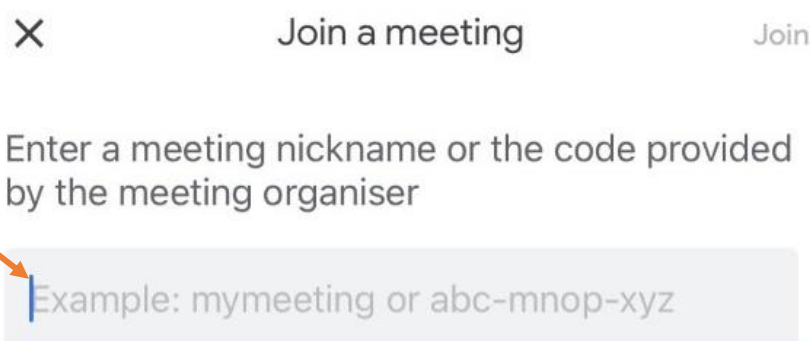 Join a meeting
Join
Enter a meeting nickname or the code provided
by the meeting organiser
Example: mymeeting or abc-mnop-xyz